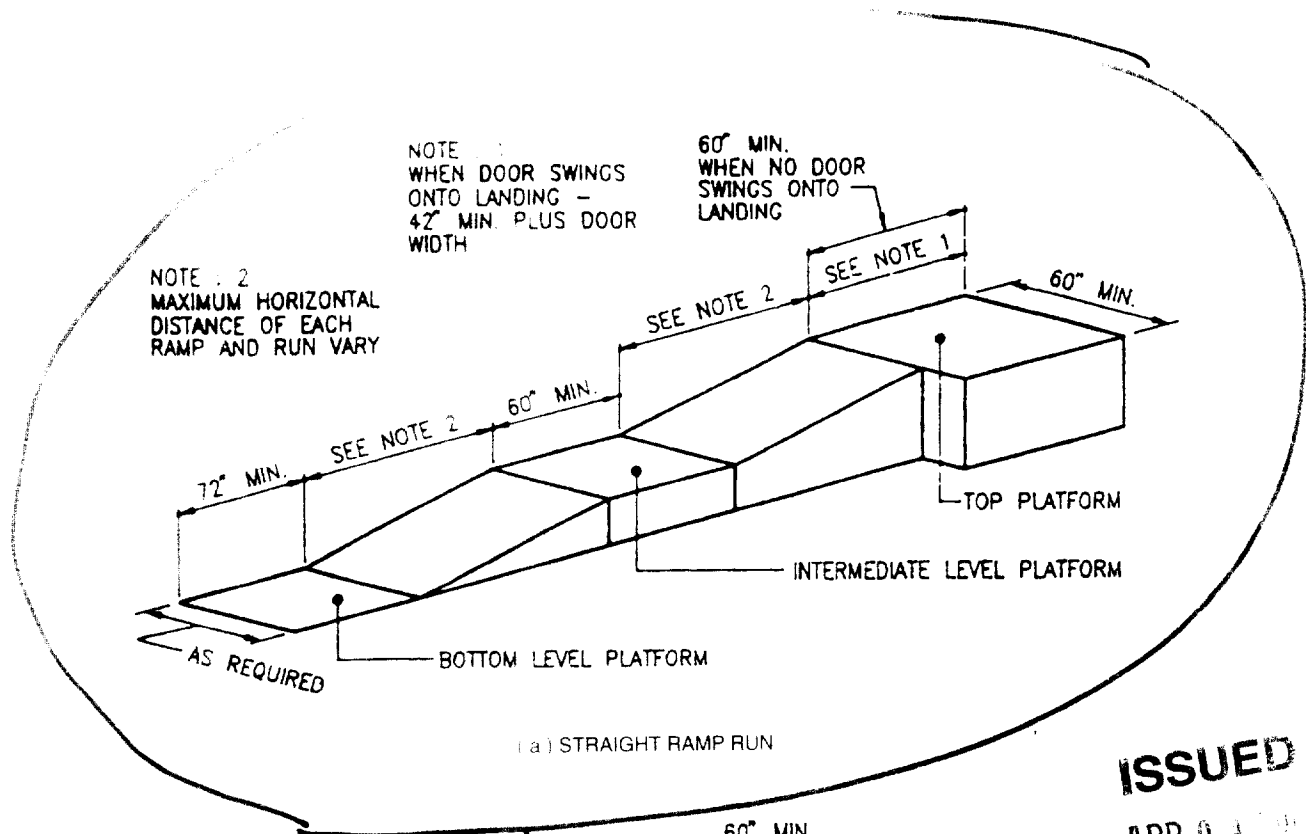 NOTE :
WHEN DOOR SWINGS
ONTO LANDING –
42" MIN. PLUS DOOR
WIDTH
60" MIN.
WHEN NO DOOR
SWINGS ONTO
LANDING
NOTE : 2
MAXIMUM HORIZONTAL
DISTANCE OF EACH
RAMP AND RUN VARY
SEE NOTE 1
SEE NOTE 2
60" MIN.
60" MIN.
SEE NOTE 2
72" MIN.
TOP PLATFORM
INTERMEDIATE LEVEL PLATFORM
BOTTOM LEVEL PLATFORM
AS REQUIRED
(a) STRAIGHT RAMP RUN
ISSUED
60" MIN
APR 0